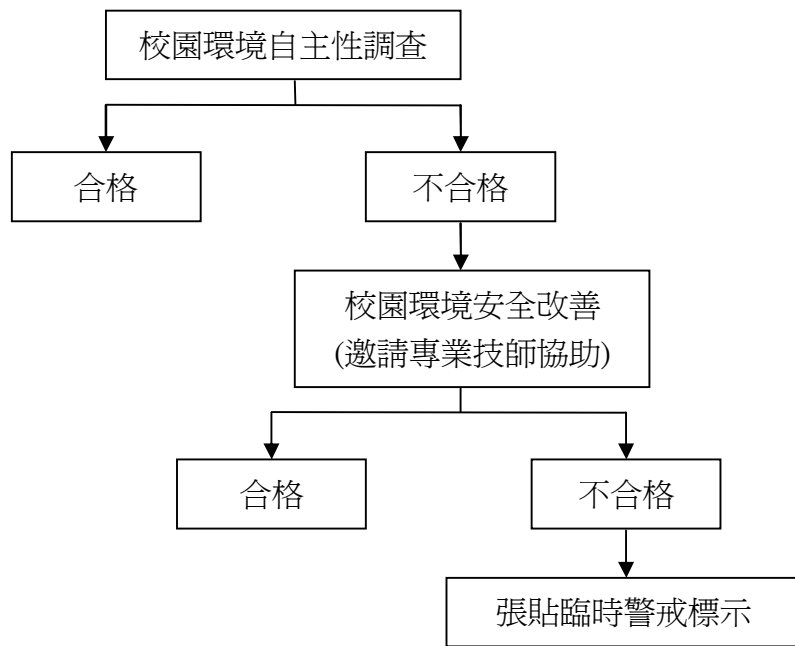 校園環境自主性調查
合格
不合格
校園環境安全改善
(邀請專業技師協助)
合格
不合格
張貼臨時警戒標示